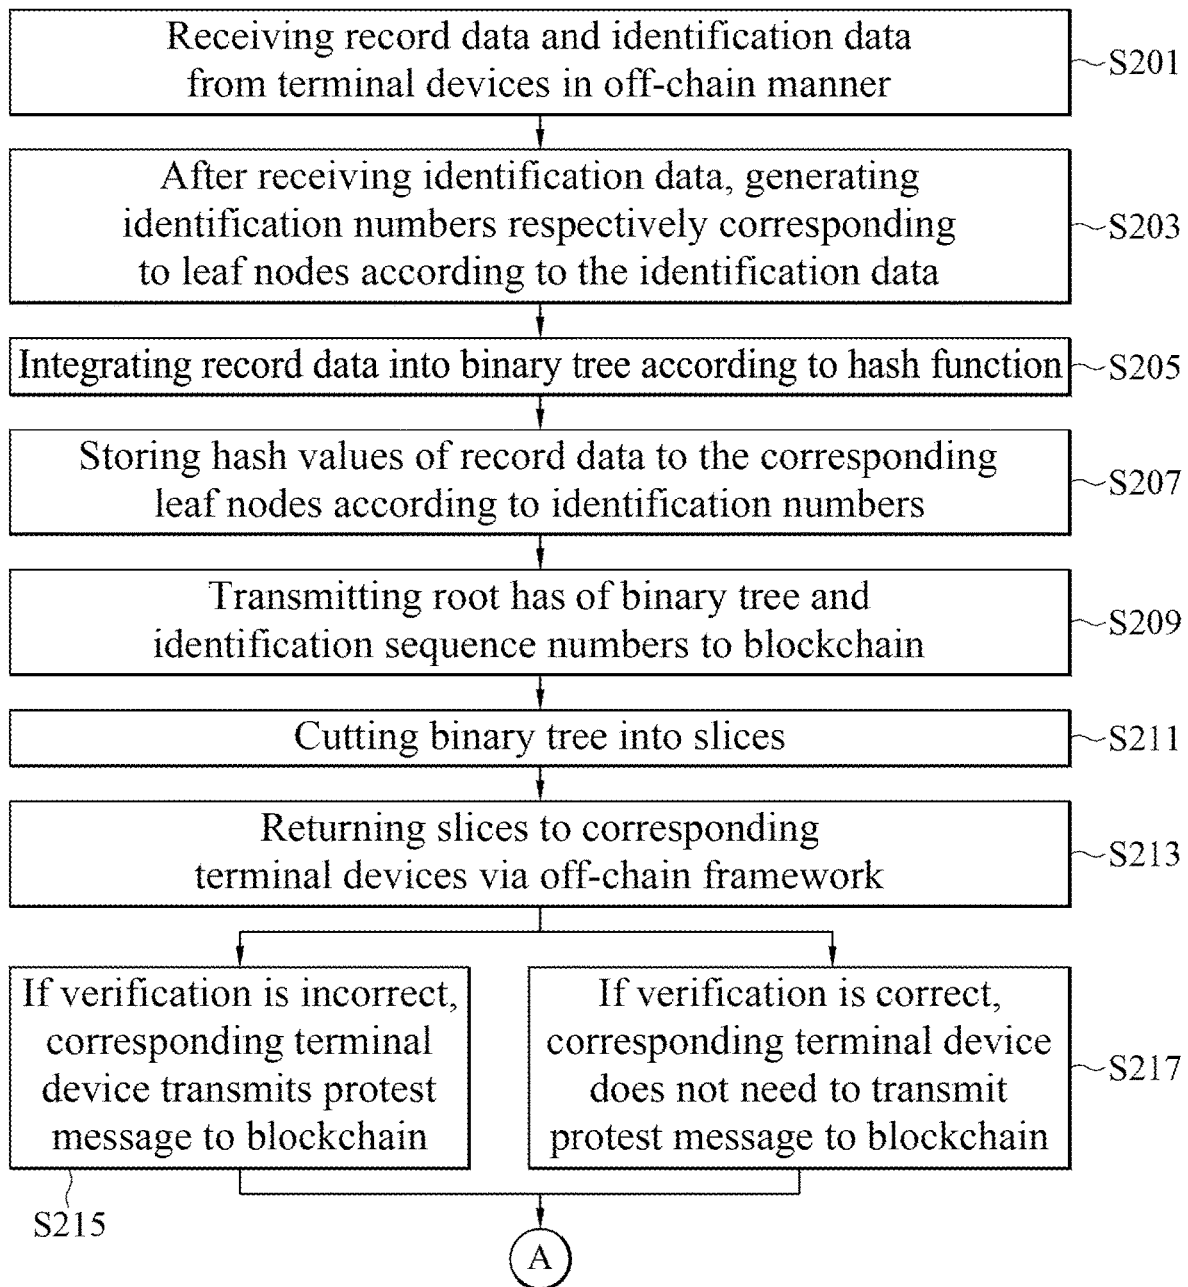 Receiving record data and identification data
from terminal devices in off-chain manner
S201
After receiving identification data, generating
identification numbers respectively corresponding
to leaf nodes according to the identification data
S203
Integrating record data into binary tree according to hash function
S205
Storing hash values of record data to the corresponding
leaf nodes according to identification numbers
S207
Transmitting root has of binary tree and
identification sequence numbers to blockchain
S209
Cutting binary tree into slices
S211
Returning slices to corresponding
terminal devices via off-chain framework
S213
If verification is incorrect,
corresponding terminal
device transmits protest
message to blockchain
S215
If verification is correct,
corresponding terminal device
does not need to transmit
protest message to blockchain
S217
A